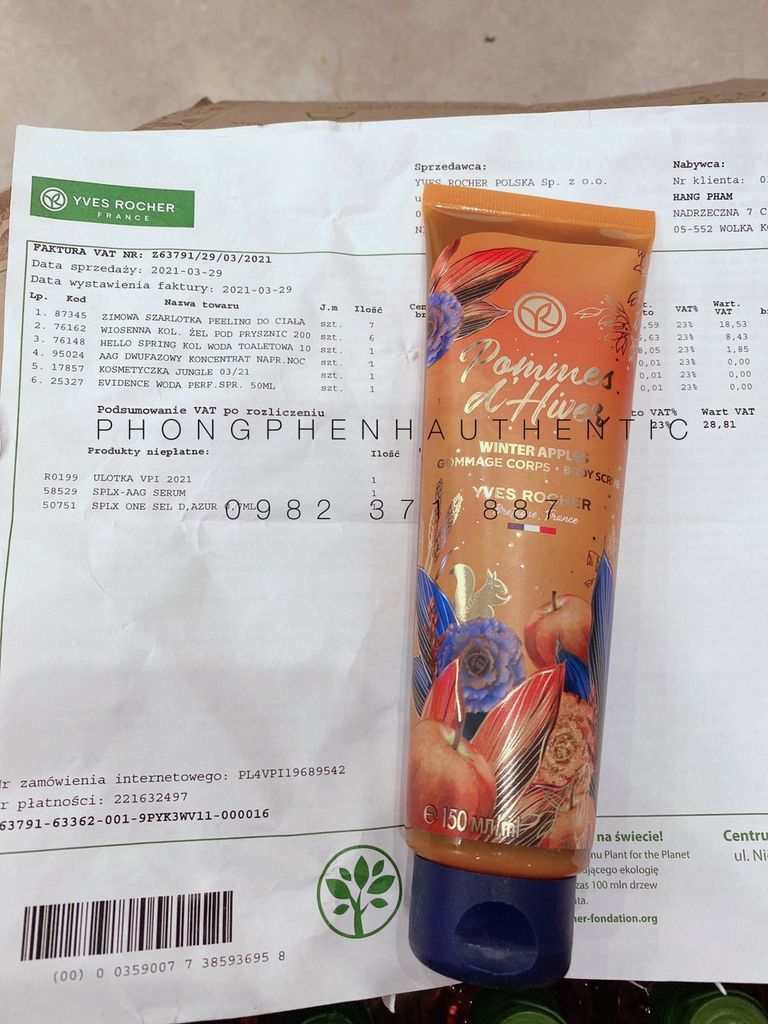 YVES ROCHER
FRANCE
Sprzedawca:
YVES ROCHER POLSKA Sp. z o.o.
Nabywca:
Nr klienta:
HANG PHAM
NADRZECZNA 7 C
05-552 WOLKA
FAKTURA VAT NR: Z63791/29/03/2021
Data sprzedaży: 2021-03-29
Data wystawienia faktury: 2021-03-29
Lp. Kod Nazwa towaru J.m Ilość VAT% Wart. VAT
1. 87345 ZIMOWA SZARLOTKA PEELING DO CIAŁA szt. 7 ,59 23% 18,53
2. 76162 WIOSENNA KOL. ŻEL POD PRYSZNIC 200 szt. 6 ,63 23% 8,43
3. 76148 HELLO SPRING KOL WODA TOALETOWA 10 szt. 1 ,05 23% 1,85
4. 95024 AAG DWUFAZOWY KONCENTRAT NAPR.NOC szt. 1 0,01 23% 0,00
5. 17857 KOSMETYCZKA JUNGLE 03/21 szt. 1 0,01 23% 0,00
6. 25327 EVIDENCE WODA PERF.SPR. 50ML szt. 1 0,01 23% 0,00
Podsumowanie VAT po rozliczeniu
to VAT% Wart VAT
23% 28,81
PHONGPHENHAUTHENTIC
Produkty niepłatne: Ilość
R0199 ULOTKA VPI 2021 1
58529 SPLX-AAG SERUM 1
50751 SPLX ONE SEL D,AZUR 1
0982 371 887
Pommes
d'Hiver
WINTER APPLES
GOMMAGE CORPS • BODY SCRUB
YVES ROCHER
France
℮ 150 мл/ml
Nr zamówienia internetowego: PL4VPI19689542
nr płatności: 221632497
63791-63362-001-9PYK3WV11-000016
(00) 0 0359007 7 38593695 8
na świecie!
mu Plant for the Planet
ującego ekologię
zas 100 mln drzew
ata.
her-fondation.org
Centru
ul. Ni